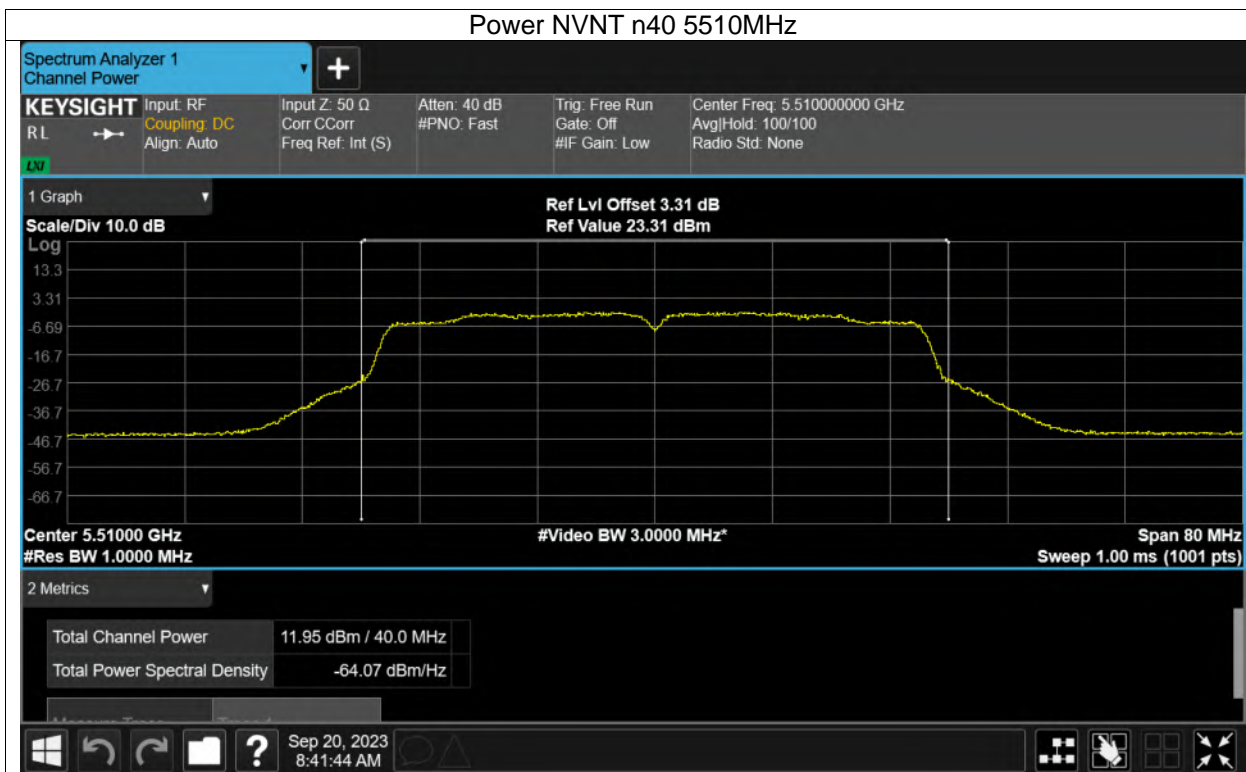 Power NVNT n40 5510MHz
Spectrum Analyzer 1
Channel Power
+
KEYSIGHT
RL
LXI
Input: RF
Coupling: DC
Align: Auto
Input Z: 50 Ω
Corr CCorr
Freq Ref: Int (S)
Atten: 40 dB
#PNO: Fast
Trig: Free Run
Gate: Off
#IF Gain: Low
Center Freq: 5.510000000 GHz
Avg|Hold: 100/100
Radio Std: None
1 Graph
Scale/Div 10.0 dB
Ref Lvl Offset 3.31 dB
Ref Value 23.31 dBm
Log
13.3
3.31
-6.69
-16.7
-26.7
-36.7
-46.7
-56.7
-66.7
Center 5.51000 GHz
#Res BW 1.0000 MHz
#Video BW 3.0000 MHz*
Span 80 MHz
Sweep 1.00 ms (1001 pts)
2 Metrics
Total Channel Power 11.95 dBm / 40.0 MHz
Total Power Spectral Density -64.07 dBm/Hz
?
Sep 20, 2023
8:41:44 AM